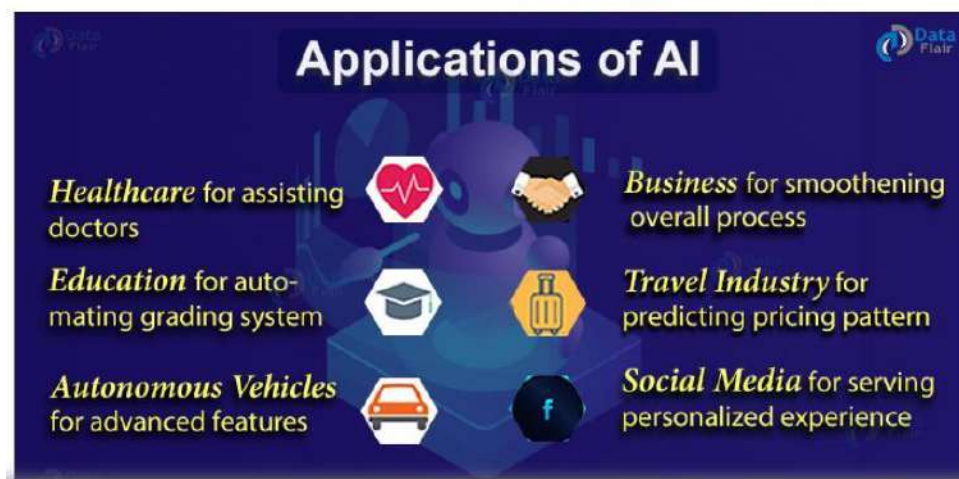 Data
Flair
Applications of AI
Healthcare for assisting
doctors
Education for auto-
mating grading system
Autonomous Vehicles
for advanced features
Business for smoothening
overall process
Travel Industry for
predicting pricing pattern
f
Social Media for serving
personalized experience